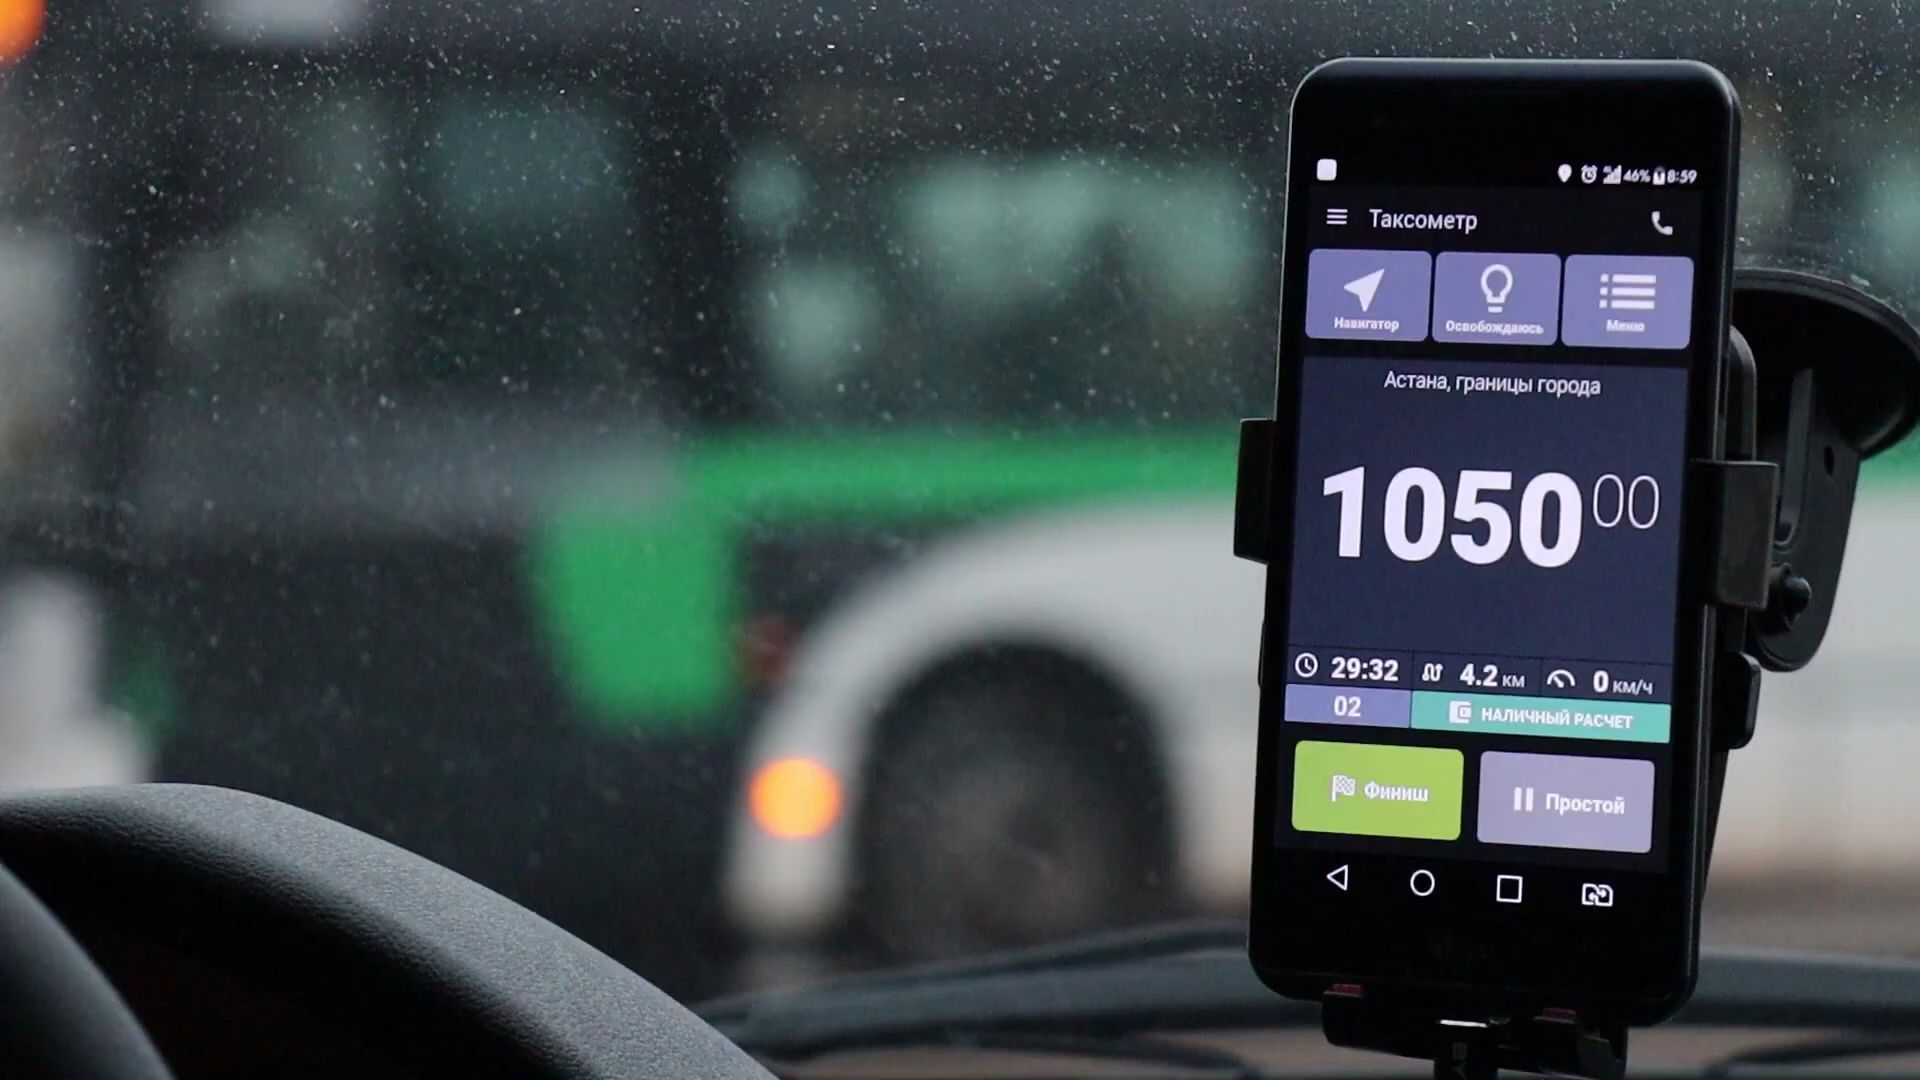 46% 8:59
Таксометр
Навигатор Освобождаюсь Меню
Астана, границы города
1050 00
29:32 4.2 км 0 км/ч
02 НАЛИЧНЫЙ РАСЧЕТ
Финиш Простой